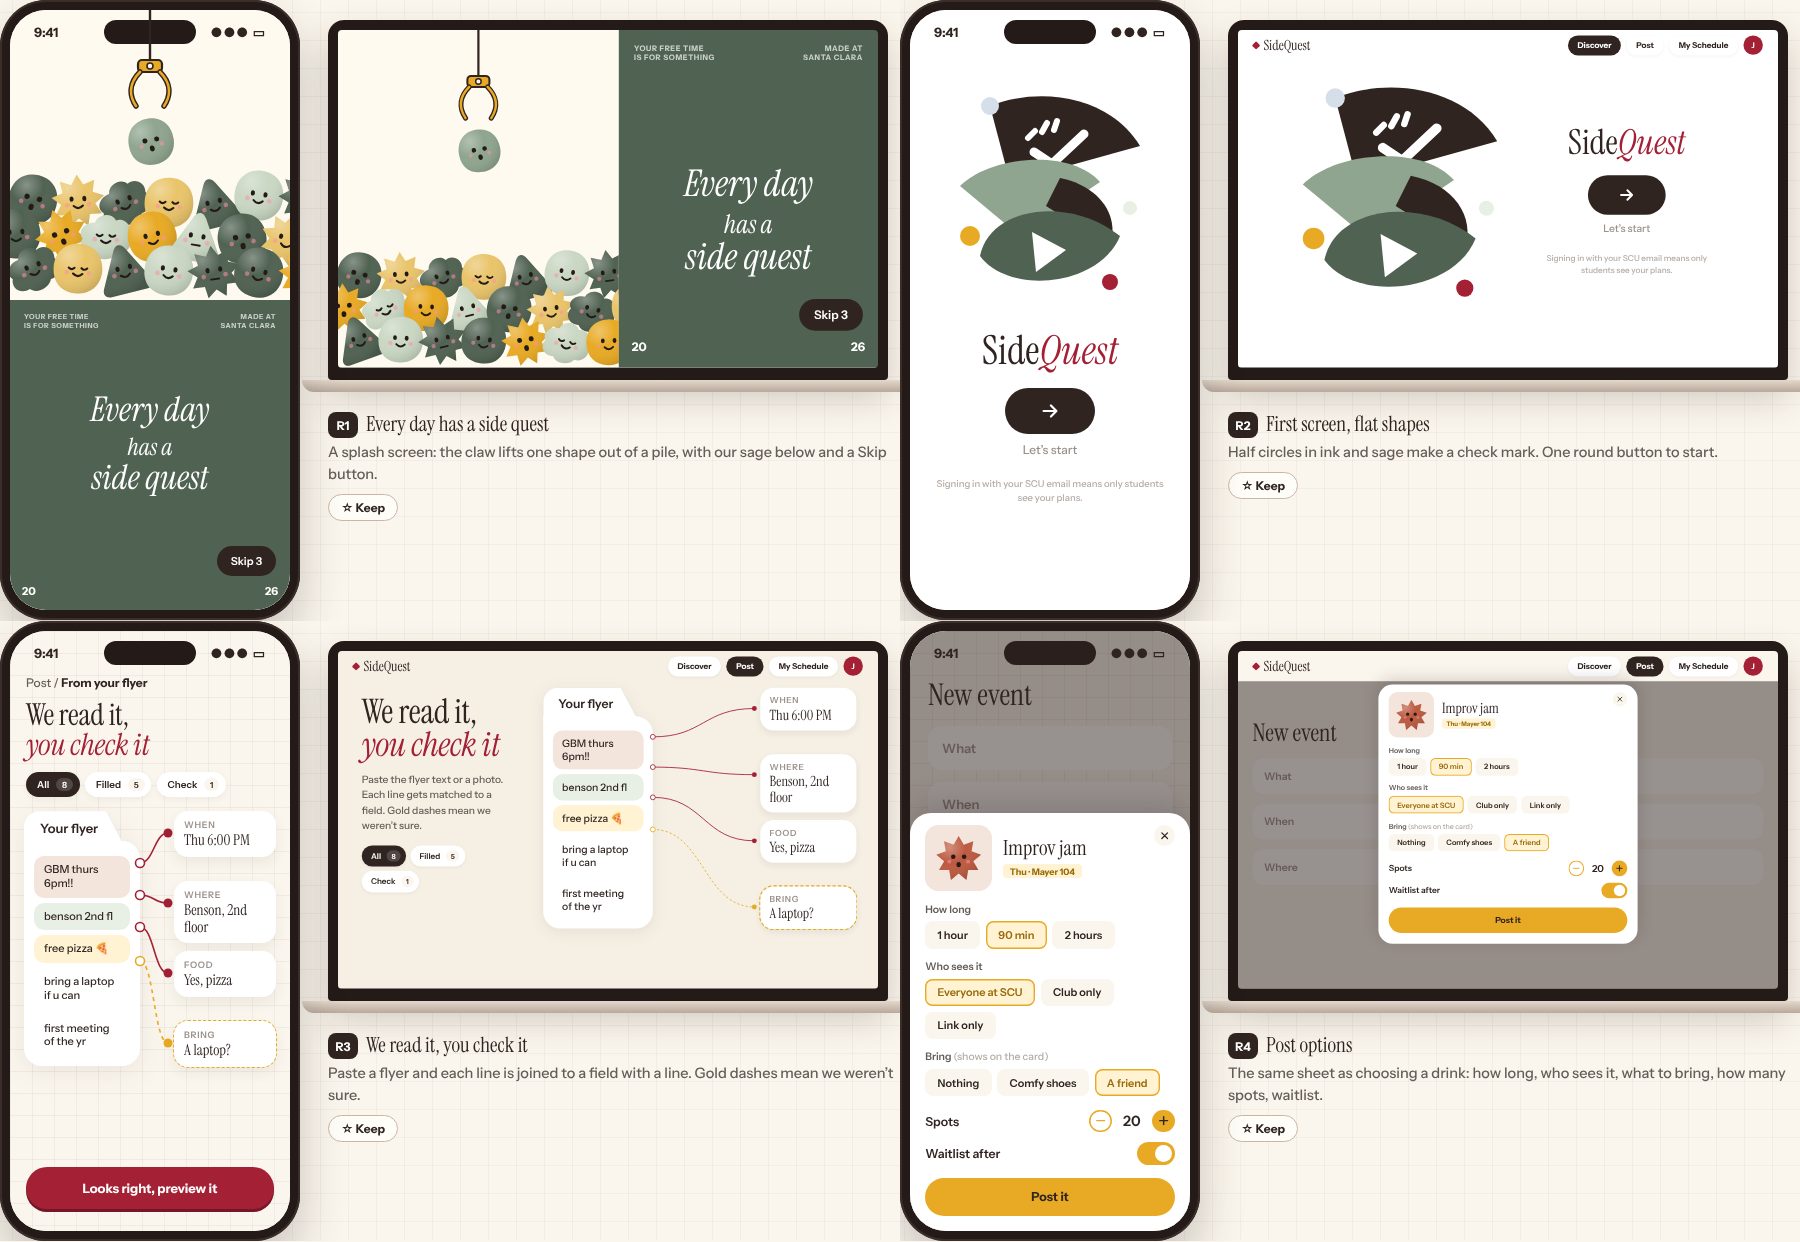 9:41
YOUR FREE TIME
IS FOR SOMETHING
MADE AT
SANTA CLARA
Every day
has a
side quest
Skip 3
20
26
YOUR FREE TIME
IS FOR SOMETHING
MADE AT
SANTA CLARA
Every day
has a
side quest
Skip 3
20
26
R1
Every day has a side quest
A splash screen: the claw lifts one shape out of a pile, with our sage below and a Skip
button.
☆ Keep
9:41
SideQuest
Let's start
Signing in with your SCU email means only students
see your plans.
SideQuest
Discover
Post
My Schedule
J
SideQuest
Let's start
Signing in with your SCU email means only
students see your plans.
R2
First screen, flat shapes
Half circles in ink and sage make a check mark. One round button to start.
☆ Keep
9:41
Post / From your flyer
We read it,
you check it
All 8
Filled 5
Check 1
Your flyer
GBM thurs
6pm!!
benson 2nd fl
free pizza 🍕
bring a laptop
if u can
first meeting
of the yr
WHEN
Thu 6:00 PM
WHERE
Benson, 2nd
floor
FOOD
Yes, pizza
BRING
A laptop?
Looks right, preview it
SideQuest
Discover
Post
My Schedule
J
We read it,
you check it
Paste the flyer text or a photo.
Each line gets matched to a
field. Gold dashes mean we
weren't sure.
All 8
Filled 5
Check 1
Your flyer
GBM thurs
6pm!!
benson 2nd fl
free pizza 🍕
bring a laptop
if u can
first meeting
of the yr
WHEN
Thu 6:00 PM
WHERE
Benson, 2nd
floor
FOOD
Yes, pizza
BRING
A laptop?
R3
We read it, you check it
Paste a flyer and each line is joined to a field with a line. Gold dashes mean we weren't
sure.
☆ Keep
9:41
New event
What
When
Improv jam
Thu · Mayer 104
How long
1 hour
90 min
2 hours
Who sees it
Everyone at SCU
Club only
Link only
Bring (shows on the card)
Nothing
Comfy shoes
A friend
Spots
20
Waitlist after
Post it
SideQuest
Discover
Post
My Schedule
J
New event
What
When
Where
Improv jam
Thu · Mayer 104
How long
1 hour
90 min
2 hours
Who sees it
Everyone at SCU
Club only
Link only
Bring (shows on the card)
Nothing
Comfy shoes
A friend
Spots
20
Waitlist after
Post it
R4
Post options
The same sheet as choosing a drink: how long, who sees it, what to bring, how many
spots, waitlist.
☆ Keep